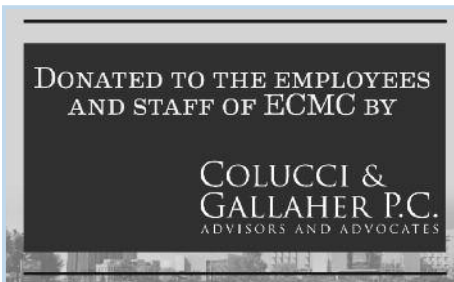 DONATED TO THE EMPLOYEES
AND STAFF OF ECMC BY
COLUCCI &
GALLAHER P.C.
ADVISORS AND ADVOCATES